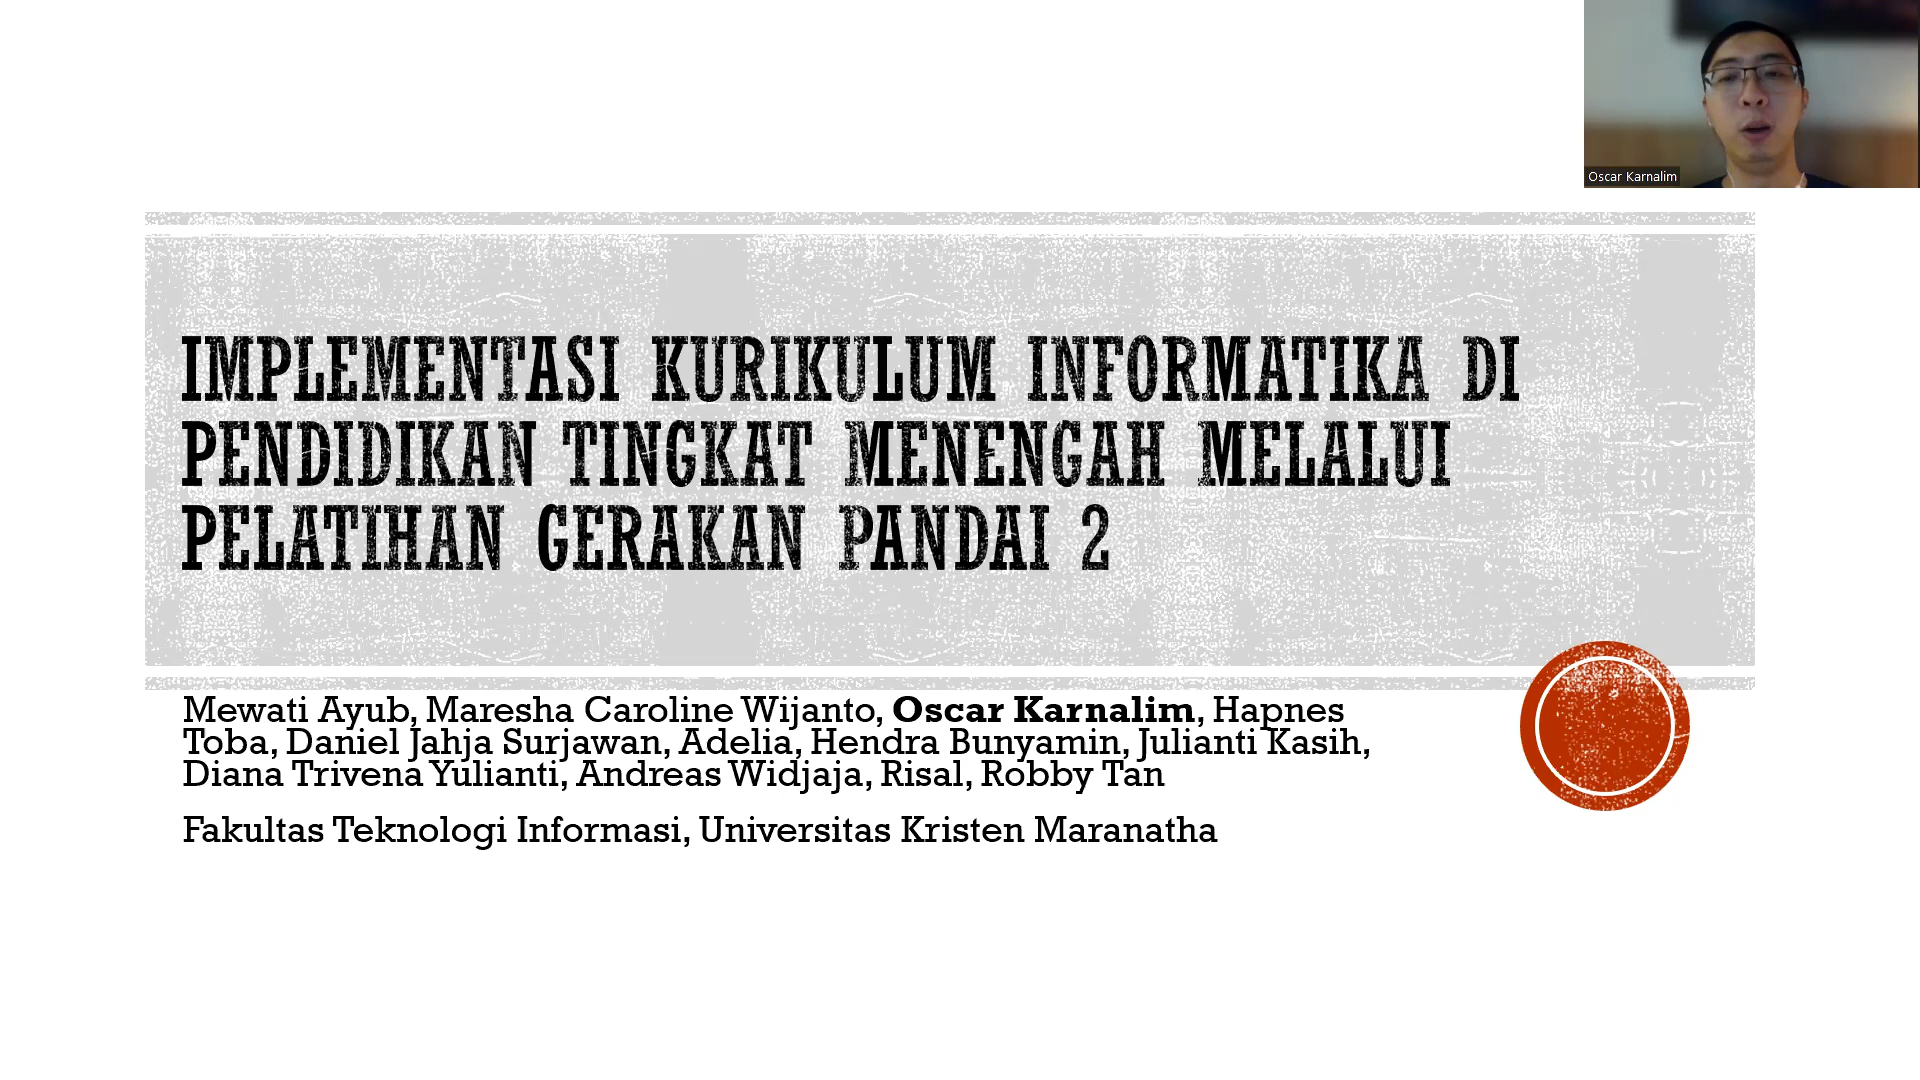 Oscar Karnalim
IMPLEMENTASI KURIKULUM INFORMATIKA DI
PENDIDIKAN TINGKAT MENENGAH MELALUI
PELATIHAN GERAKAN PANDAI 2
Mewati Ayub, Maresha Caroline Wijanto, Oscar Karnalim, Hapnes
Toba, Daniel Jahja Surjawan, Adelia, Hendra Bunyamin, Julianti Kasih,
Diana Trivena Yulianti, Andreas Widjaja, Risal, Robby Tan
Fakultas Teknologi Informasi, Universitas Kristen Maranatha